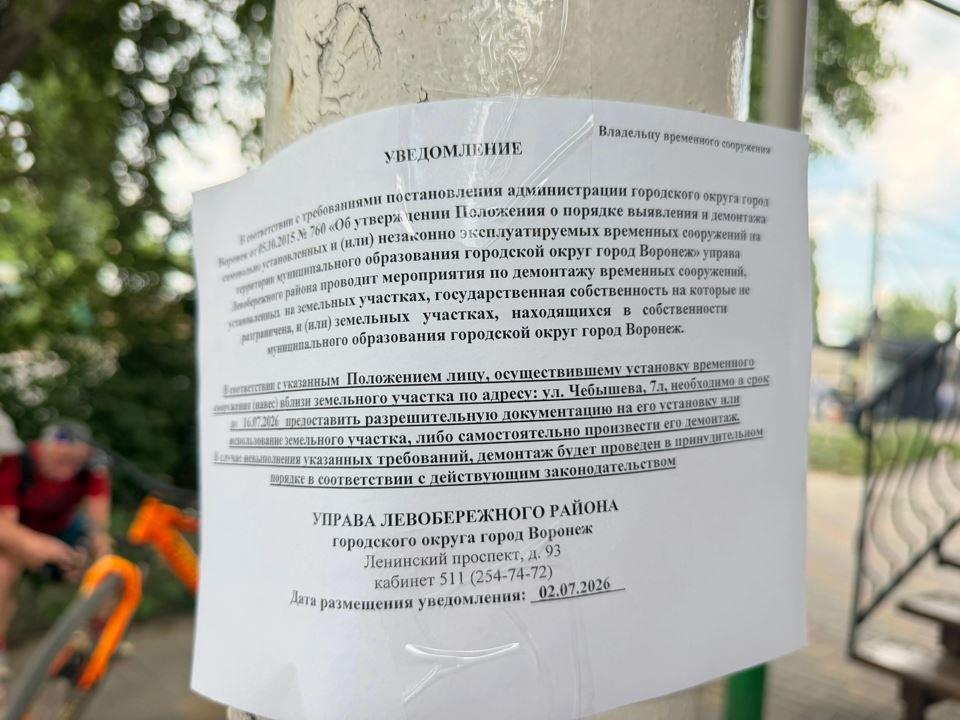 Владельцу временного сооружения
УВЕДОМЛЕНИЕ
В соответствии с требованиями постановления администрации городского округа город
Воронеж от 05.10.2015 № 760 «Об утверждении Положения о порядке выявления и демонтажа
самовольно установленных и (или) незаконно эксплуатируемых временных сооружений на
территории муниципального образования городской округ город Воронеж» управа
Левобережного района проводит мероприятия по демонтажу временных сооружений,
установленных на земельных участках, государственная собственность на которые не
разграничена, и (или) земельных участках, находящихся в собственности
муниципального образования городской округ город Воронеж.
В соответствии с указанным Положением лицу, осуществившему установку временного
сооружения (навес) вблизи земельного участка по адресу: ул. Чебышева, 7л, необходимо в срок
до 16.07.2026 предоставить разрешительную документацию на его установку или
использование земельного участка, либо самостоятельно произвести его демонтаж.
В случае невыполнения указанных требований, демонтаж будет проведен в принудительном
порядке в соответствии с действующим законодательством
УПРАВА ЛЕВОБЕРЕЖНОГО РАЙОНА
городского округа город Воронеж
Ленинский проспект, д. 93
кабинет 511 (254-74-72)
Дата размещения уведомления: 02.07.2026